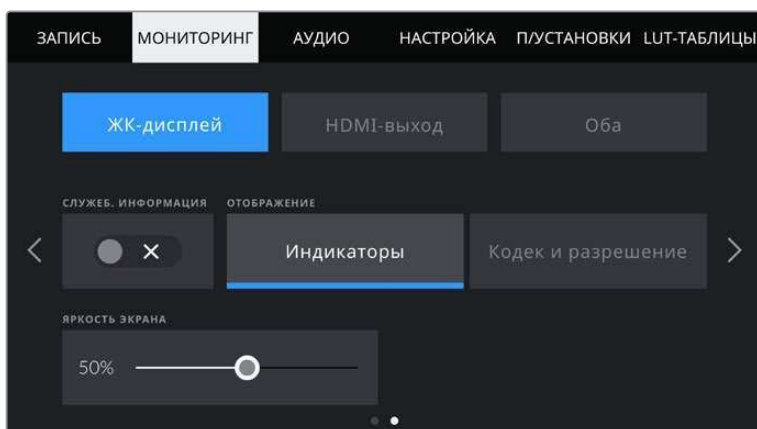 ЗАПИСЬ МОНИТОРИНГ АУДИО НАСТРОЙКА П/УСТАНОВКИ LUT-ТАБЛИЦЫ
ЖК-дисплей HDMI-выход Оба
СЛУЖЕБ. ИНФОРМАЦИЯ ОТОБРАЖЕНИЕ
Индикаторы Кодек и разрешение
ЯРКОСТЬ ЭКРАНА
50%